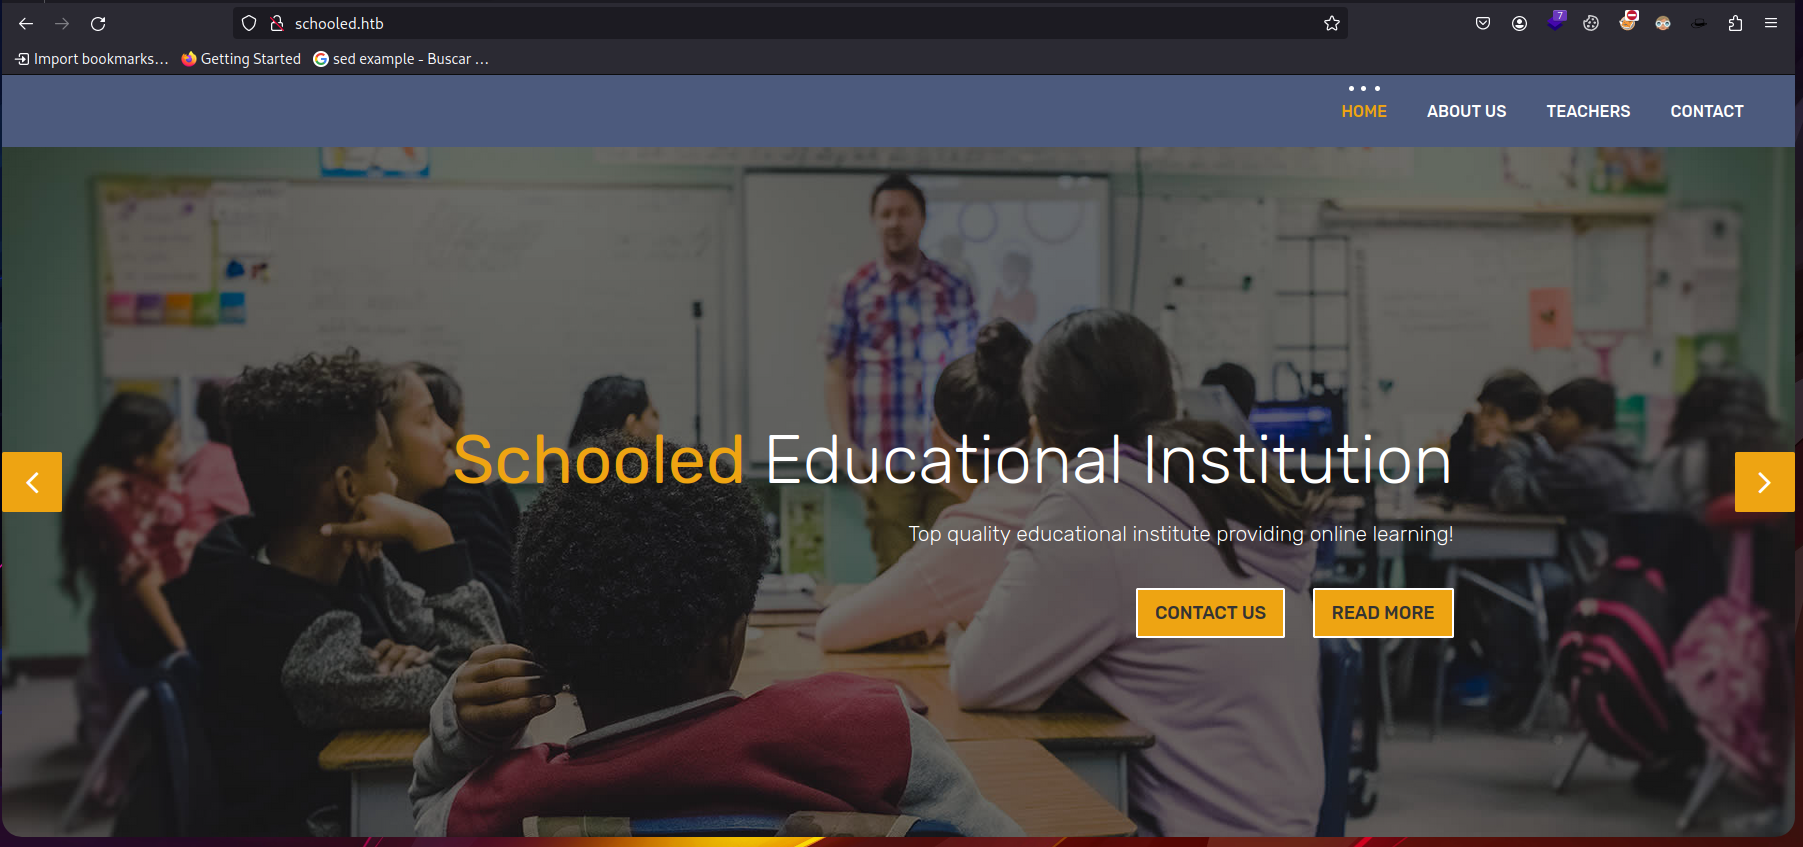 schooled.htb
7
Import bookmarks... Getting Started sed example - Buscar ...
HOME ABOUT US TEACHERS CONTACT
Schooled Educational Institution
Top quality educational institute providing online learning!
CONTACT US READ MORE